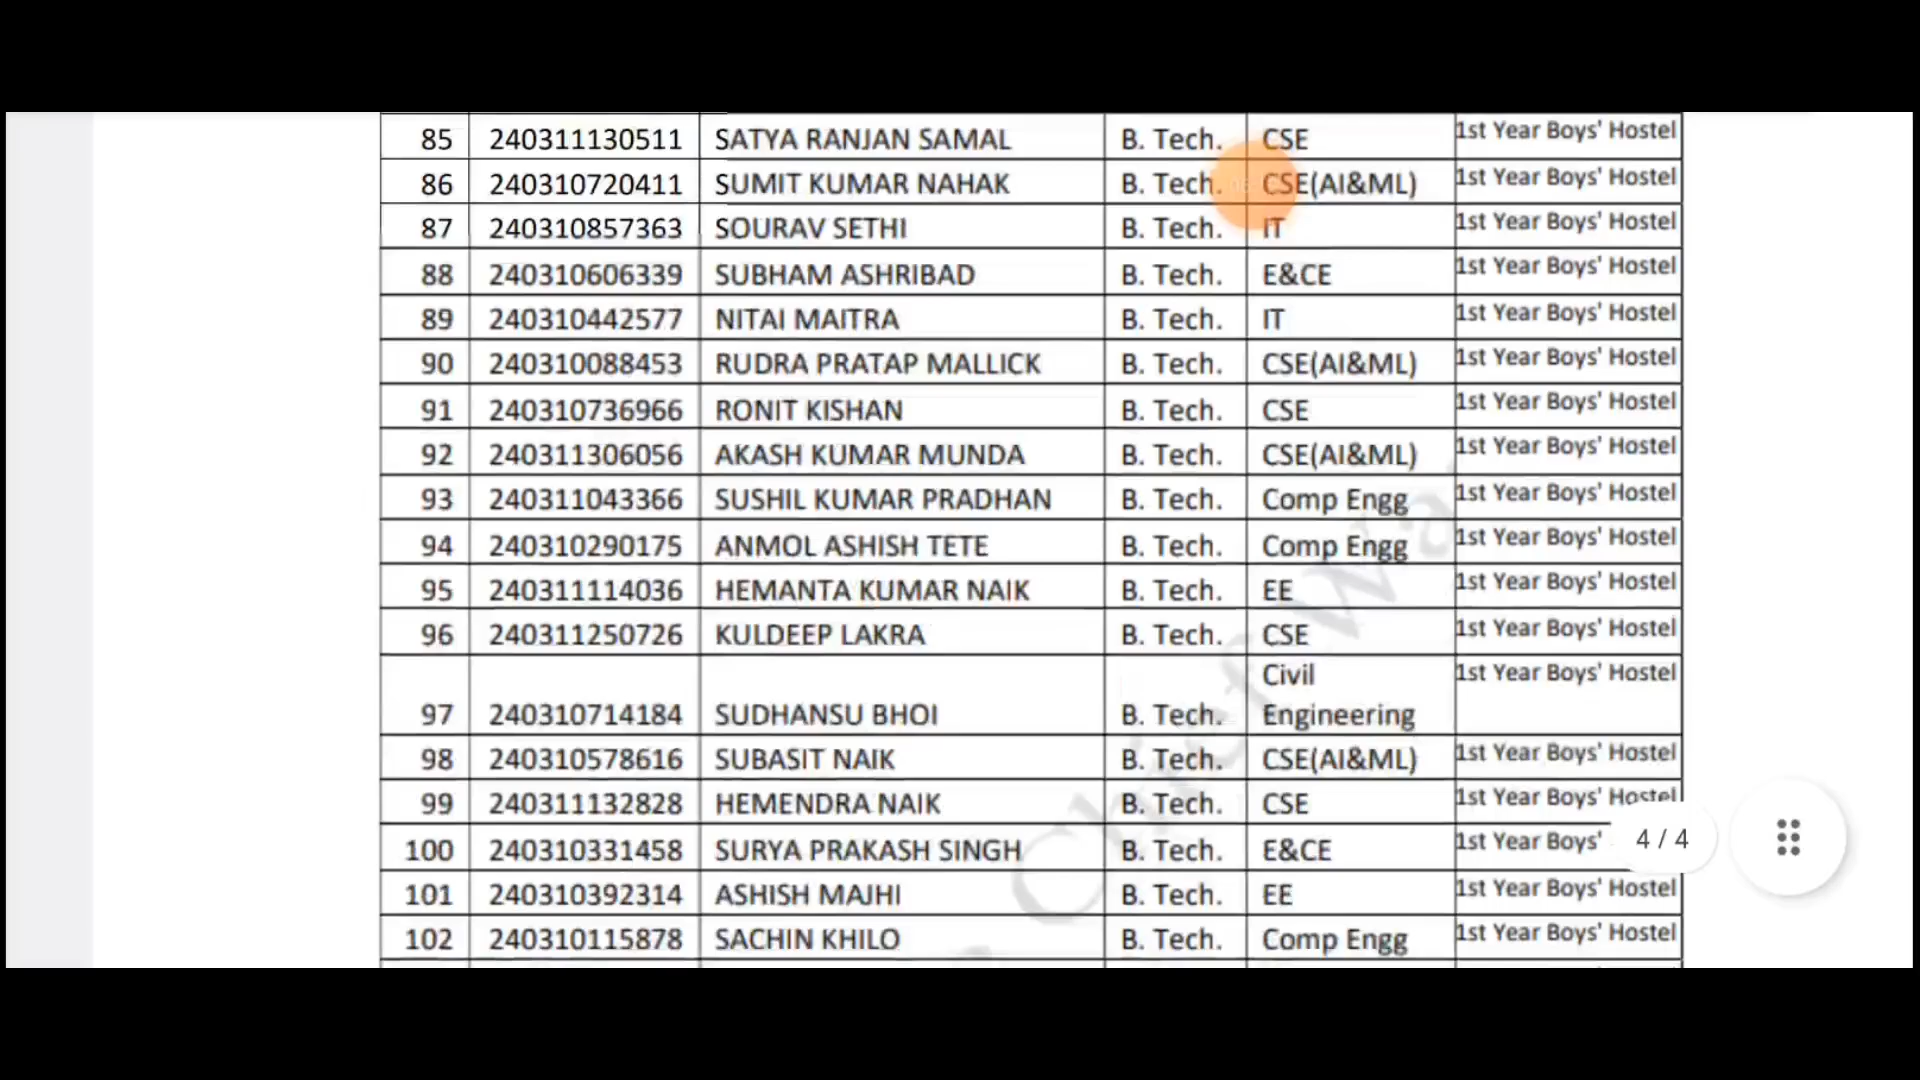 85 240311130511 SATYA RANJAN SAMAL B. Tech. CSE 1st Year Boys' Hostel
86 240310720411 SUMIT KUMAR NAHAK B. Tech. CSE(AI&ML) 1st Year Boys' Hostel
87 240310857363 SOURAV SETHI B. Tech. IT 1st Year Boys' Hostel
88 240310606339 SUBHAM ASHRIBAD B. Tech. E&CE 1st Year Boys' Hostel
89 240310442577 NITAI MAITRA B. Tech. IT 1st Year Boys' Hostel
90 240310088453 RUDRA PRATAP MALLICK B. Tech. CSE(AI&ML) 1st Year Boys' Hostel
91 240310736966 RONIT KISHAN B. Tech. CSE 1st Year Boys' Hostel
92 240311306056 AKASH KUMAR MUNDA B. Tech. CSE(AI&ML) 1st Year Boys' Hostel
93 240311043366 SUSHIL KUMAR PRADHAN B. Tech. Comp Engg 1st Year Boys' Hostel
94 240310290175 ANMOL ASHISH TETE B. Tech. Comp Engg 1st Year Boys' Hostel
95 240311114036 HEMANTA KUMAR NAIK B. Tech. EE 1st Year Boys' Hostel
96 240311250726 KULDEEP LAKRA B. Tech. CSE 1st Year Boys' Hostel
Civil 1st Year Boys' Hostel
97 240310714184 SUDHANSU BHOI B. Tech. Engineering
98 240310578616 SUBASIT NAIK B. Tech. CSE(AI&ML) 1st Year Boys' Hostel
99 240311132828 HEMENDRA NAIK B. Tech. CSE 1st Year Boys' Hostel
100 240310331458 SURYA PRAKASH SINGH B. Tech. E&CE 1st Year Boys'
4 / 4
101 240310392314 ASHISH MAJHI B. Tech. EE 1st Year Boys' Hostel
102 240310115878 SACHIN KHILO B. Tech. Comp Engg 1st Year Boys' Hostel
Chief Wa